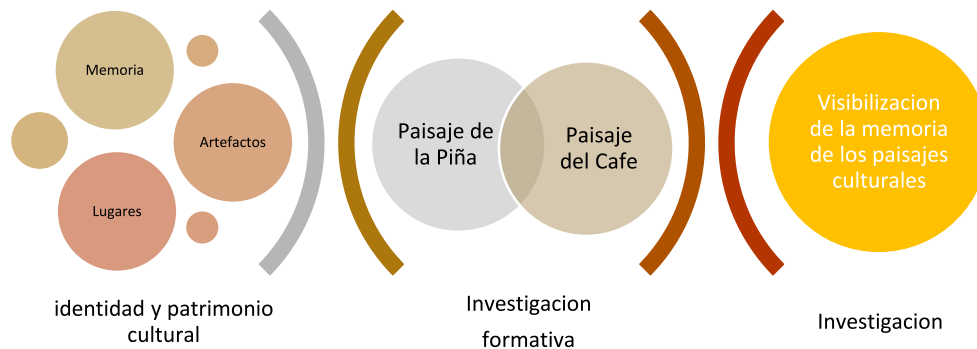 Memoria
Artefactos
Lugares
identidad y patrimonio
cultural
Paisaje de
la Piña
Paisaje
del Cafe
Investigacion
formativa
Visibilizacion
de la memoria
de los paisajes
culturales
Investigacion